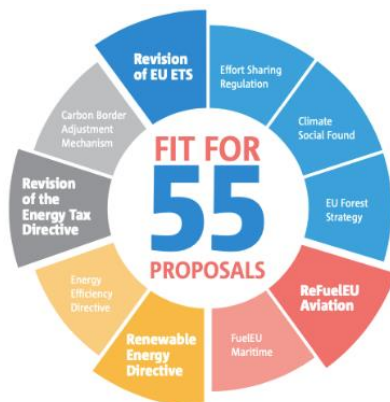 Revision
of EU ETS
Effort Sharing
Regulation
Climate
Social Found
EU Forest
Strategy
ReFuelEU
Aviation
FuelEU
Maritime
Renewable
Energy
Directive
Energy
Efficiency
Directive
Revision
of the
Energy Tax
Directive
Carbon Border
Adjustment
Mechanism
FIT FOR
55
PROPOSALS